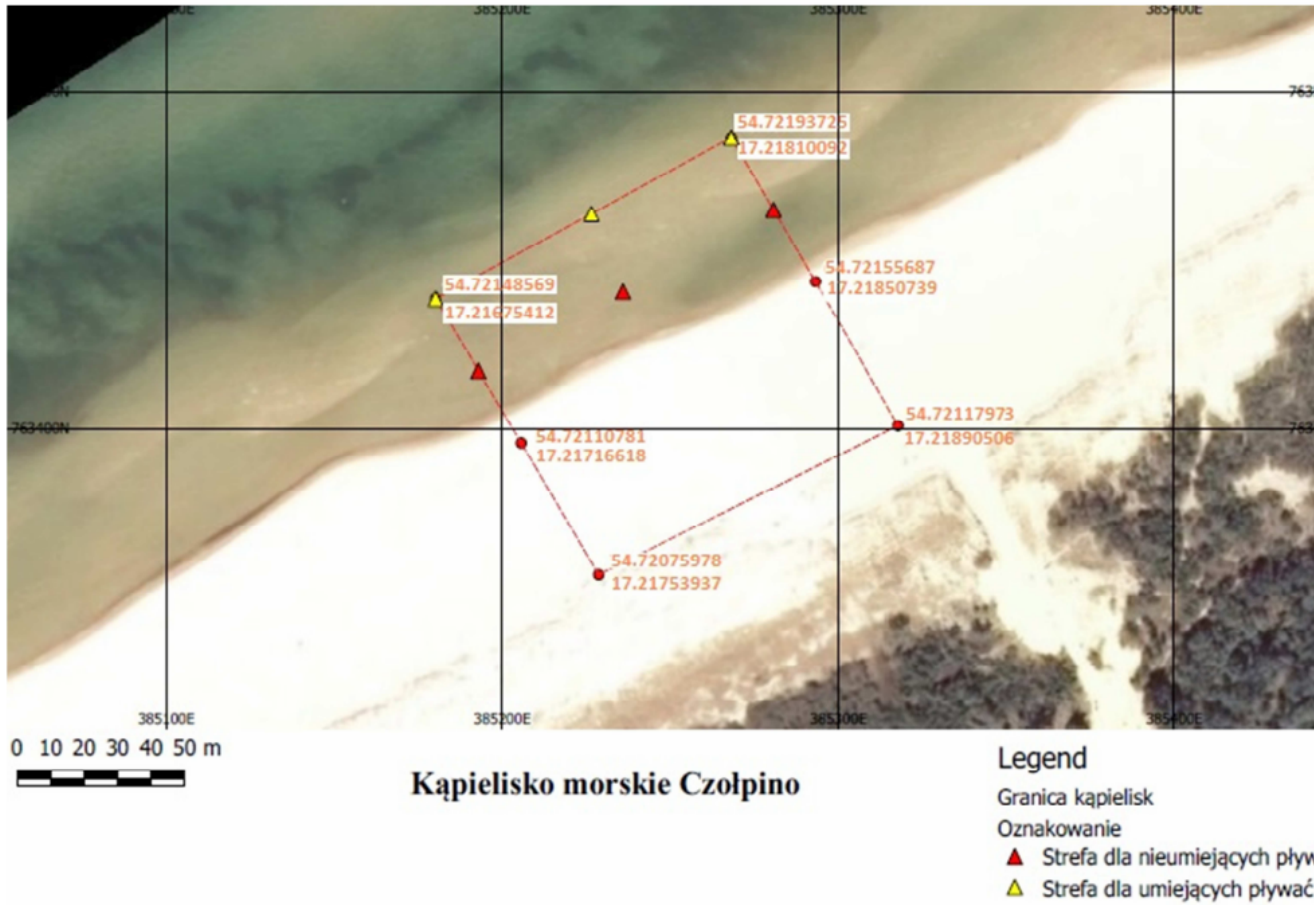 385200E
385300E
385400E
54.72193725
17.21810092
54.72155687
17.21850739
54.72148569
17.21675412
763400N
54.72117973
17.21890506
54.72110781
17.21716618
54.72075978
17.21753937
385100E
385200E
385300E
385400E
0 10 20 30 40 50 m
Kąpielisko morskie Czołpino
Legend
Granica kąpielisk
Oznakowanie
Strefa dla nieumiejących pływ
Strefa dla umiejących pływać